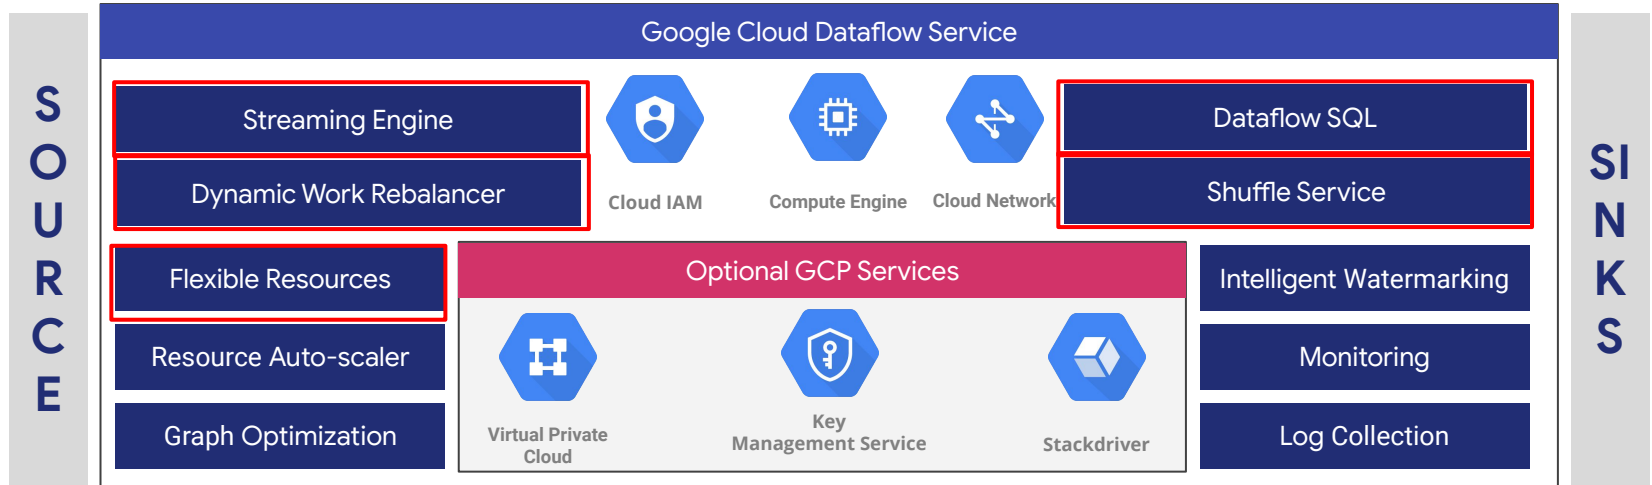 SOURCE
Google Cloud Dataflow Service
Streaming Engine
Dynamic Work Rebalancer
Cloud IAM
Compute Engine
Cloud Network
Dataflow SQL
Shuffle Service
Flexible Resources
Resource Auto-scaler
Graph Optimization
Optional GCP Services
Virtual Private
Cloud
Key
Management Service
Stackdriver
Intelligent Watermarking
Monitoring
Log Collection
SI
N
K
S